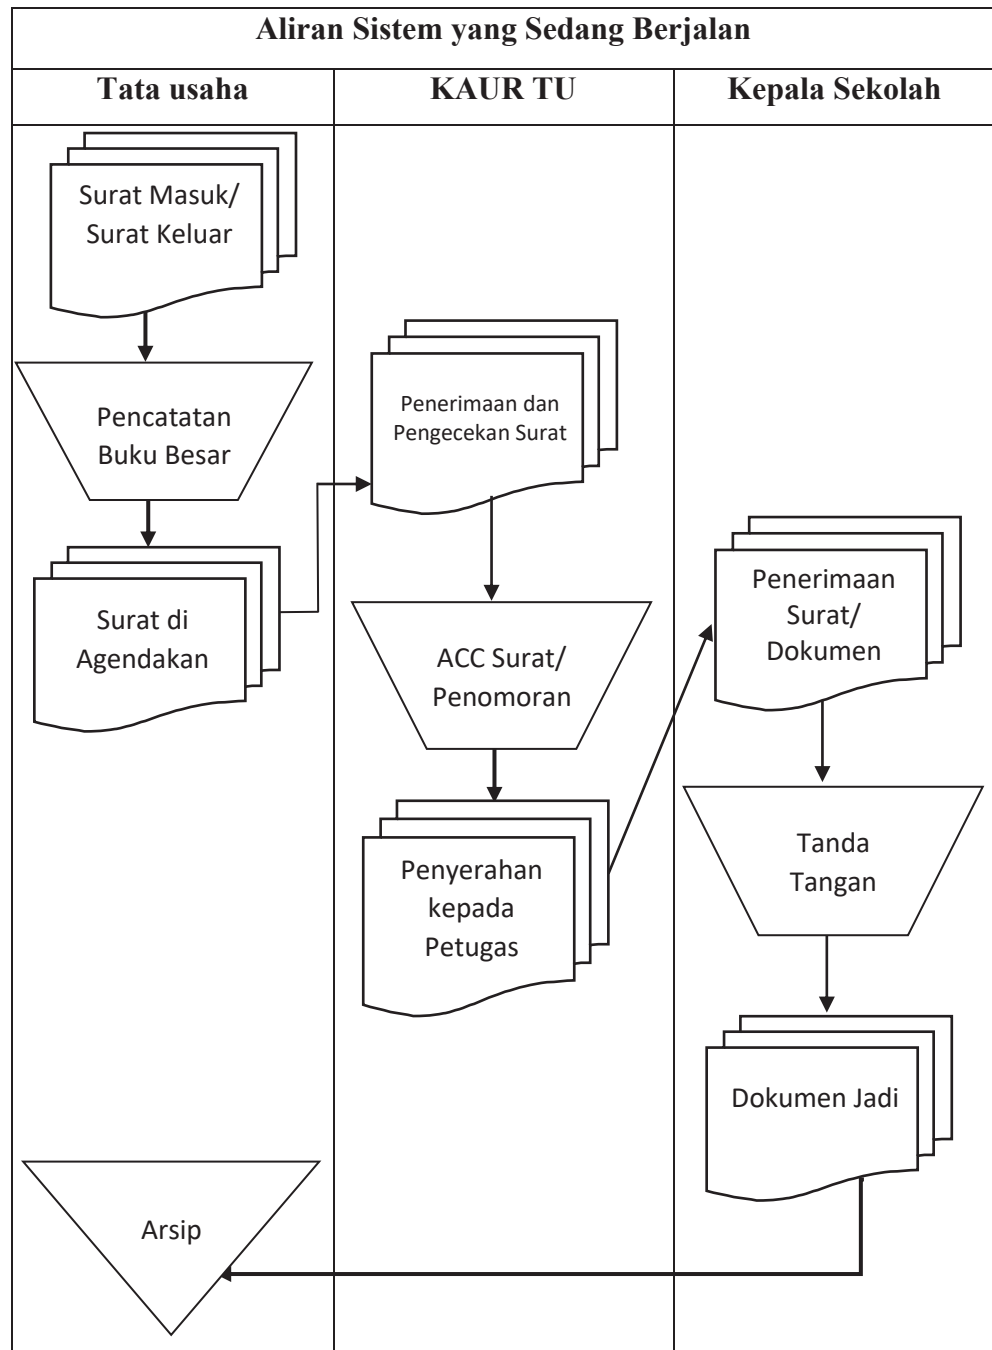 Aliran Sistem yang Sedang Berjalan
Tata usaha
KAUR TU
Kepala Sekolah
Surat Masuk/
Surat Keluar
Pencatatan
Buku Besar
Surat di
Agendakan
Penerimaan dan
Pengecekan Surat
ACC Surat/
Penomoran
Penyerahan
kepada
Petugas
Penerimaan
Surat/
Dokumen
Tanda
Tangan
Dokumen Jadi
Arsip